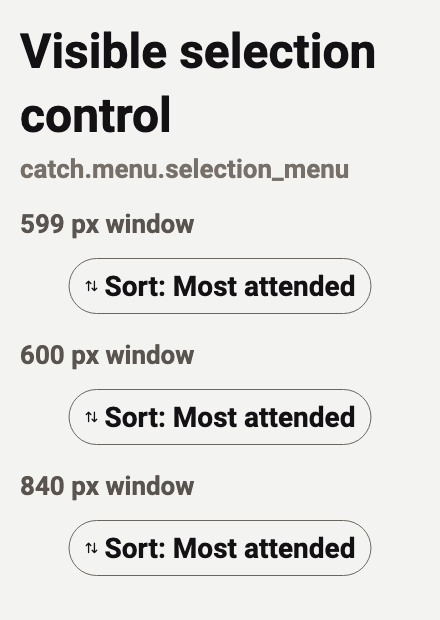 Visible selection
control
catch.menu.selection_menu
599 px window
Sort: Most attended
600 px window
Sort: Most attended
840 px window
Sort: Most attended